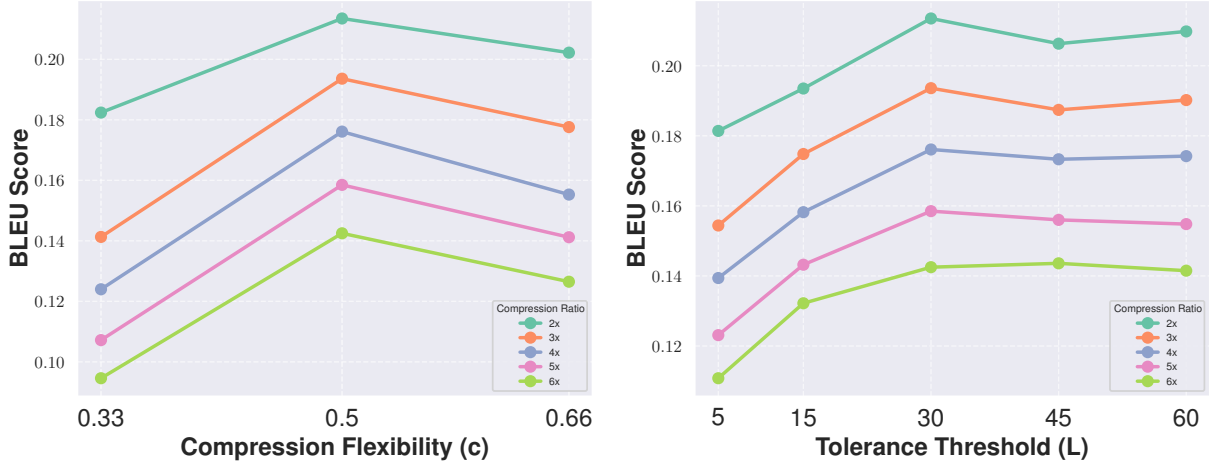 BLEU Score
0.20
0.18
0.16
0.14
0.12
0.10
Compression Ratio
2x
3x
4x
5x
6x
0.33 0.5 0.66
Compression Flexibility (c)
BLEU Score
0.20
0.18
0.16
0.14
0.12
Compression Ratio
2x
3x
4x
5x
6x
5 15 30 45 60
Tolerance Threshold (L)